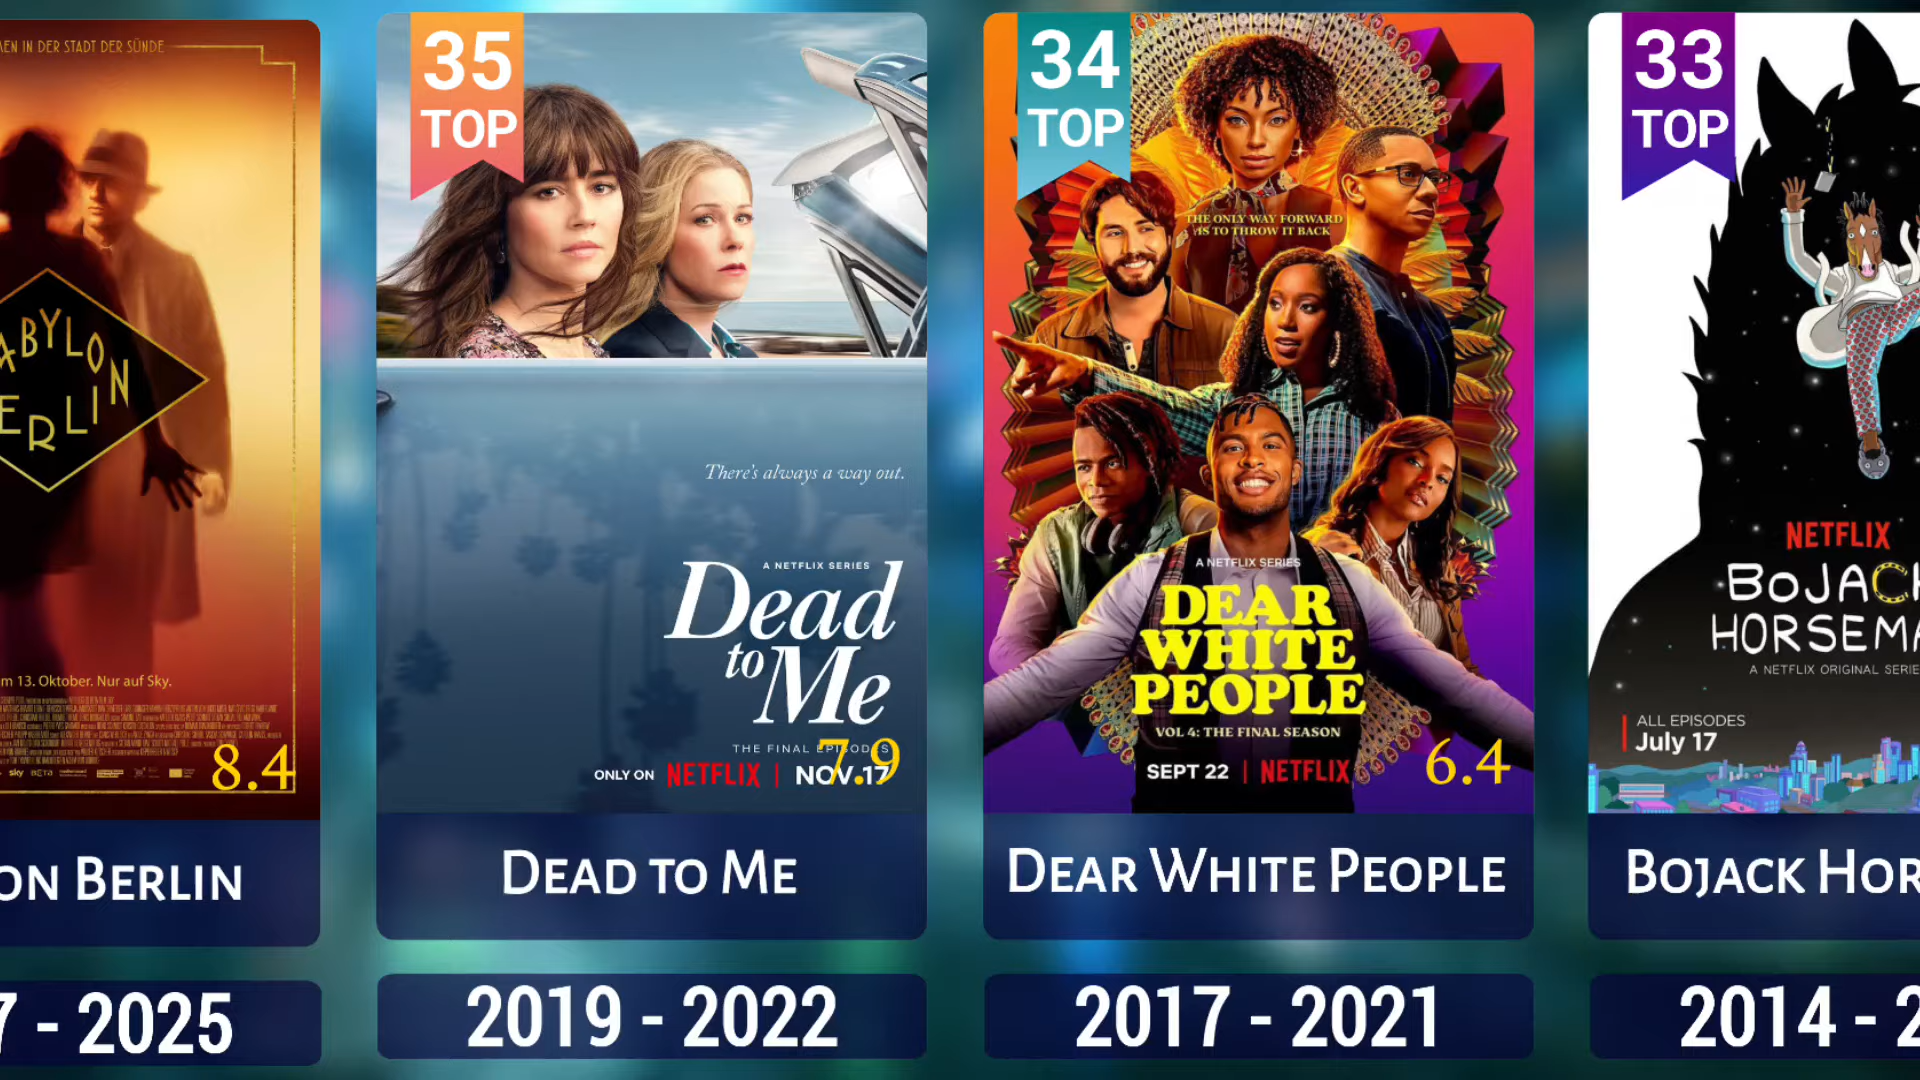 EN IN DER STADT DER SÜNDE
ABYLON
ERLIN
m 13. Oktober. Nur auf Sky.
sky
8.4
ON BERLIN
7 - 2025
35
TOP
There's always a way out.
A NETFLIX SERIES
Dead
to Me
THE FINAL EPISODES
ONLY ON NETFLIX | NOV.17
7.9
DEAD TO ME
2019 - 2022
34
TOP
THE ONLY WAY FORWARD
IS TO THROW IT BACK
A NETFLIX SERIES
DEAR
WHITE
PEOPLE
VOL 4: THE FINAL SEASON
SEPT 22 | NETFLIX
6.4
DEAR WHITE PEOPLE
2017 - 2021
33
TOP
NETFLIX
BOJACK
HORSEMA
A NETFLIX ORIGINAL SERIE
ALL EPISODES
July 17
BOJACK HOR
2014 - 2